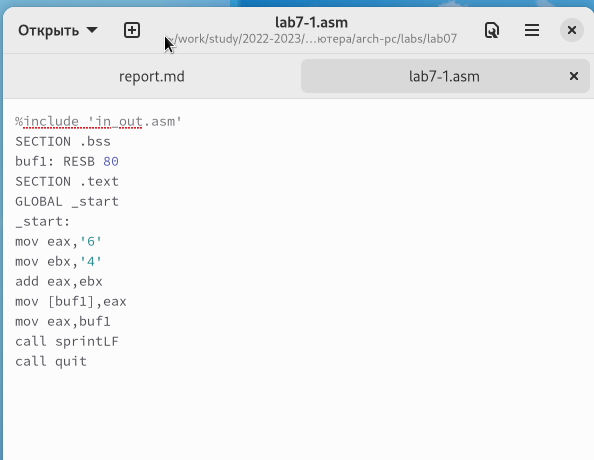 Открыть
lab7-1.asm
~/work/study/2022-2023/...ютера/arch-pc/labs/lab07
report.md
lab7-1.asm
%include 'in_out.asm'
SECTION .bss
buf1: RESB 80
SECTION .text
GLOBAL _start
_start:
mov eax,'6'
mov ebx,'4'
add eax,ebx
mov [buf1],eax
mov eax,buf1
call sprintLF
call quit